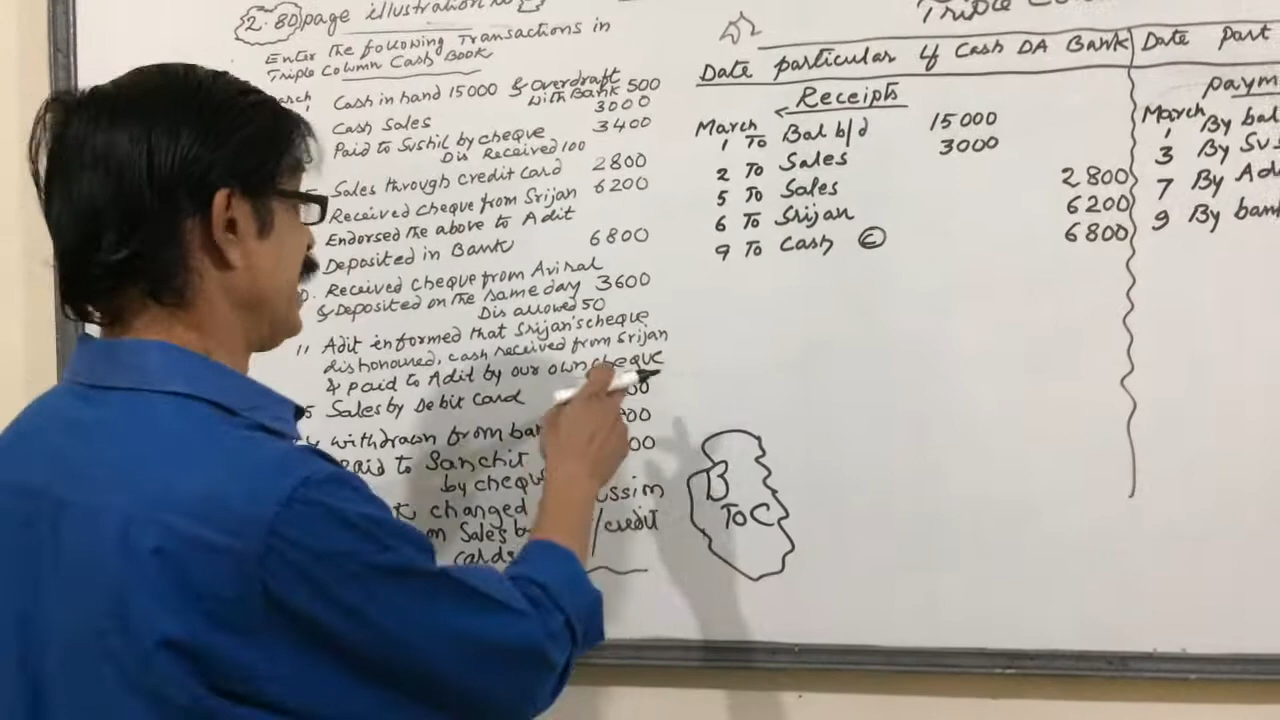 2.80 page illustration
Enter the following Transactions in
Triple Column Cash Book
1 Cash in hand 15000 & Overdraft
with Bank 500
Cash Sales 3000
Paid to Sushil by cheque 3400
Dis Received 100
Sales through credit card 2800
Received cheque from Srijan 6200
Endorsed the above to Adit
Deposited in Bank 6800
Received cheque from Aviral
& Deposited on the same day 3600
Dis allowed 50
11 Adit informed that Srijan's cheque
dishonoured, cash received from Srijan
& paid to Adit by our own cheque
Sales by Debit Card
withdrawn from
Paid to Sanchit
by cheque
changed
Sales /credit
cards
Triple
Date particular lf Cash DA Bank
Receipts
March
1 To Bal b/d 15000
2 To Sales 3000
5 To Sales 2800
6 To Srijan 6200
9 To Cash © 6800
B
To C
Date Part
March
1 By bal
3 By
7 By
9 By